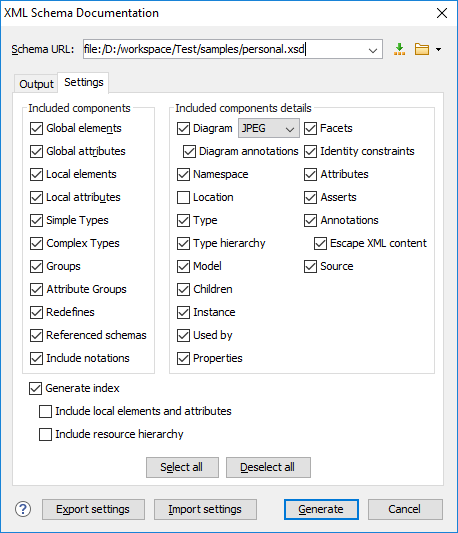 XML Schema Documentation
Schema URL: file:/D:/workspace/Test/samples/personal.xsd
Output Settings
Included components
Global elements
Global attributes
Local elements
Local attributes
Simple Types
Complex Types
Groups
Attribute Groups
Redefines
Referenced schemas
Include notations
Included components details
Diagram JPEG
Diagram annotations
Namespace
Location
Type
Type hierarchy
Model
Children
Instance
Used by
Properties
Facets
Identity constraints
Attributes
Asserts
Annotations
Escape XML content
Source
Generate index
Include local elements and attributes
Include resource hierarchy
Select all Deselect all
? Export settings Import settings Generate Cancel